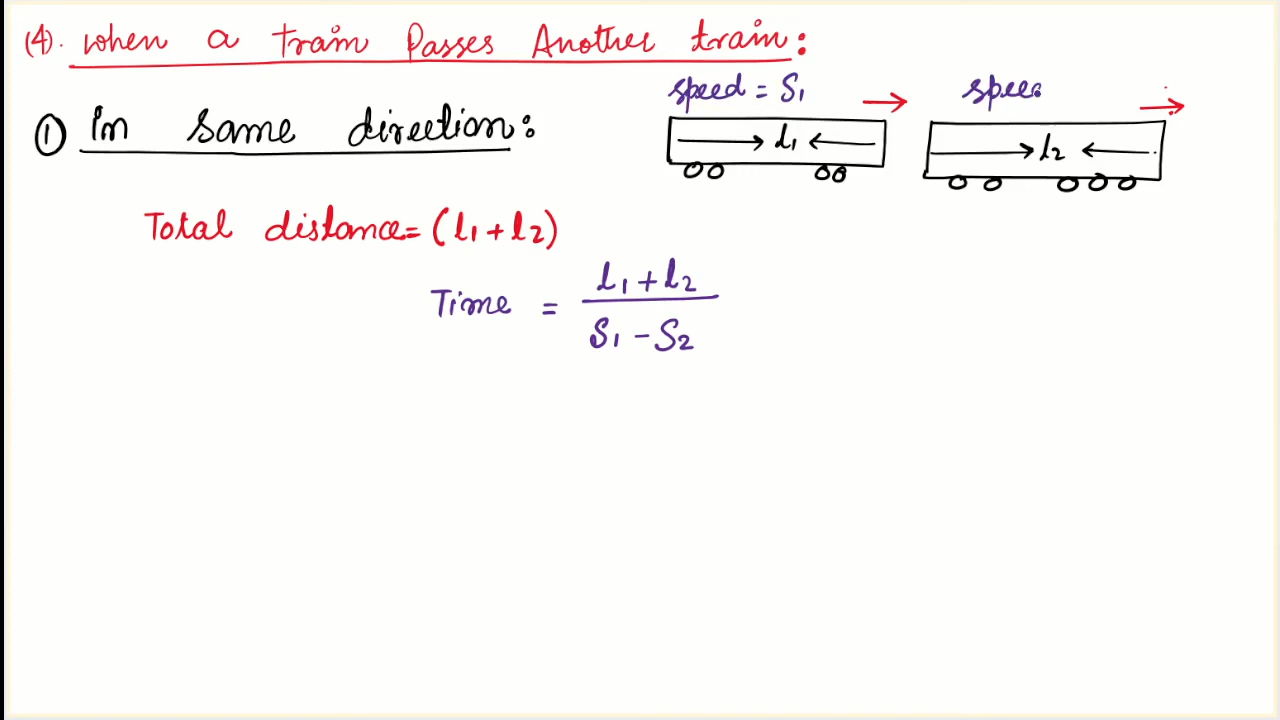 (4). when a train Passes Another train:
① In same direction:
speed = S₁
spee
l₁
l₂
Total distance = (l₁ + l₂)
Time = (l₁ + l₂) / (S₁ - S₂)